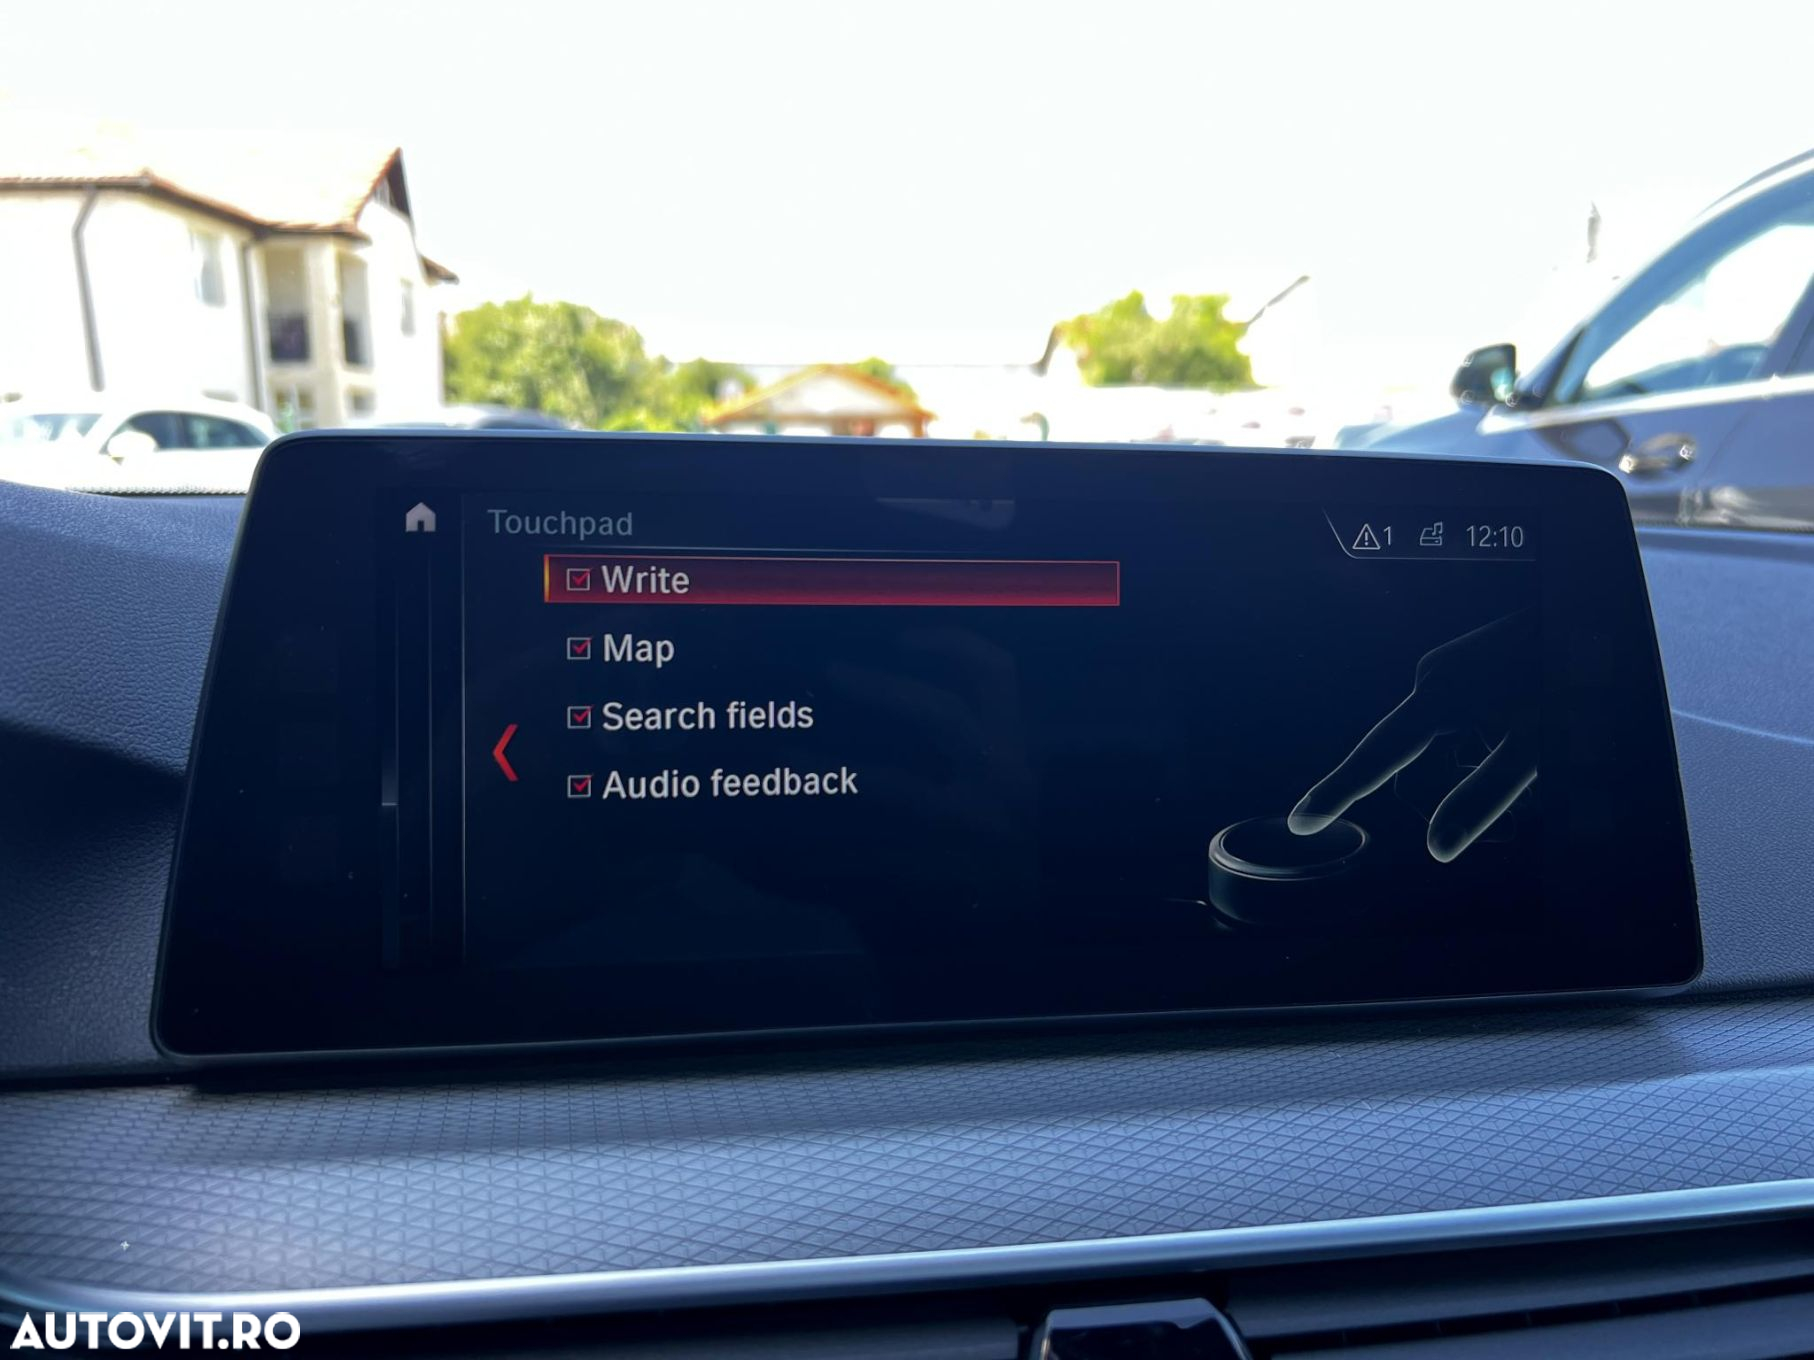 Touchpad
1 12:10
Write
Map
Search fields
Audio feedback
AUTOVIT.RO